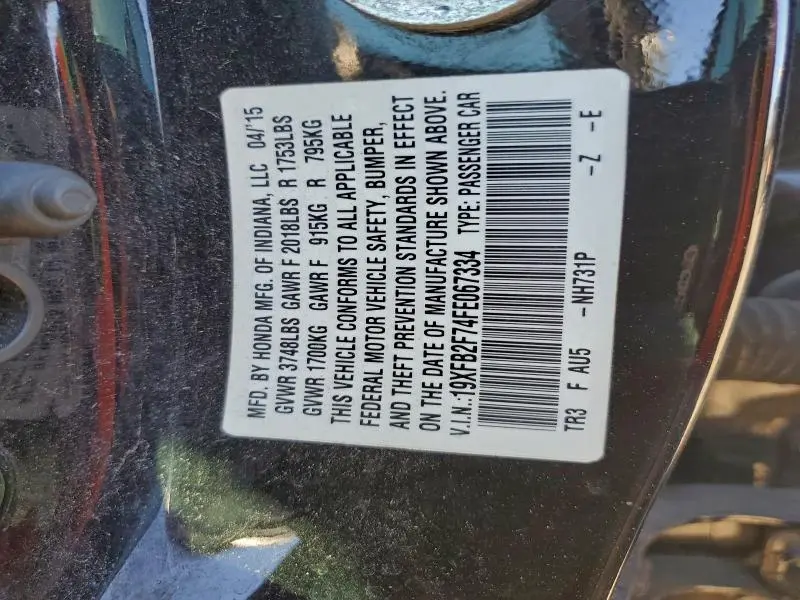 MFD. BY HONDA MFG. OF INDIANA, LLC 04/'15
GVWR 3748LBS GAWR F 2018LBS R 1753LBS
GVWR 1700KG GAWR F 915KG R 795KG
THIS VEHICLE CONFORMS TO ALL APPLICABLE
FEDERAL MOTOR VEHICLE SAFETY, BUMPER,
AND THEFT PREVENTION STANDARDS IN EFFECT
ON THE DATE OF MANUFACTURE SHOWN ABOVE.
V.I.N.:19XFB2F74FE067334 TYPE: PASSENGER CAR
TR3 F AU5 -NH731P -Z -E